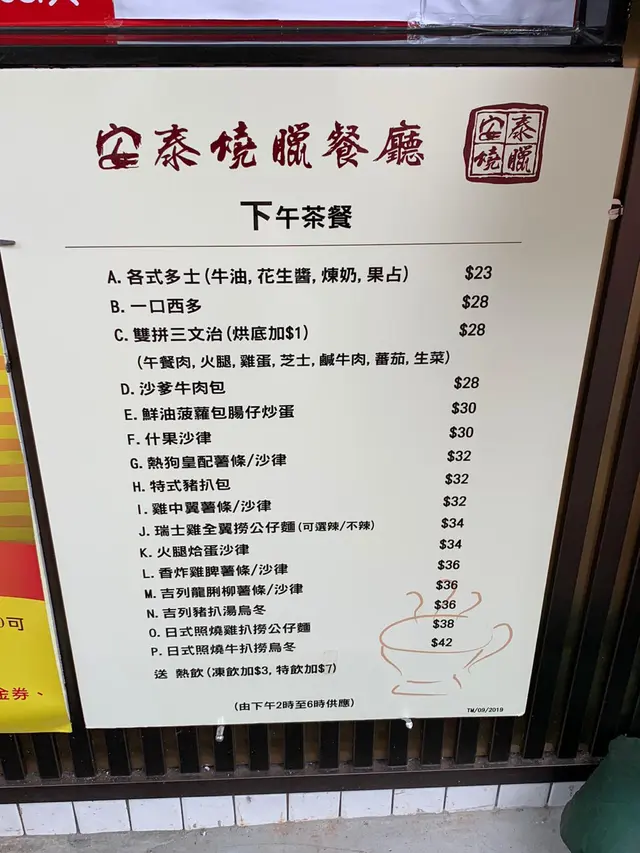 安泰燒臘餐廳
安泰
燒臘
下午茶餐
A. 各式多士(牛油, 花生醬, 煉奶, 果占) $23
B. 一口西多 $28
C. 雙拼三文治(烘底加$1) $28
(午餐肉, 火腿, 雞蛋, 芝士, 鹹牛肉, 蕃茄, 生菜)
D. 沙爹牛肉包 $28
E. 鮮油菠蘿包腸仔炒蛋 $30
F. 什果沙律 $30
G. 熱狗皇配薯條/沙律 $32
H. 特式豬扒包 $32
I. 雞中翼薯條/沙律 $32
J. 瑞士雞全翼撈公仔麵(可選辣/不辣) $34
K. 火腿烚蛋沙律 $34
L. 香炸雞脾薯條/沙律 $36
M. 吉列龍脷柳薯條/沙律 $36
N. 吉列豬扒湯烏冬 $36
O. 日式照燒雞扒撈公仔麵 $38
P. 日式照燒牛扒撈烏冬 $42
送 熱飲(凍飲加$3, 特飲加$7)
(由下午2時至6時供應)
TM/09/2019
可
金券、